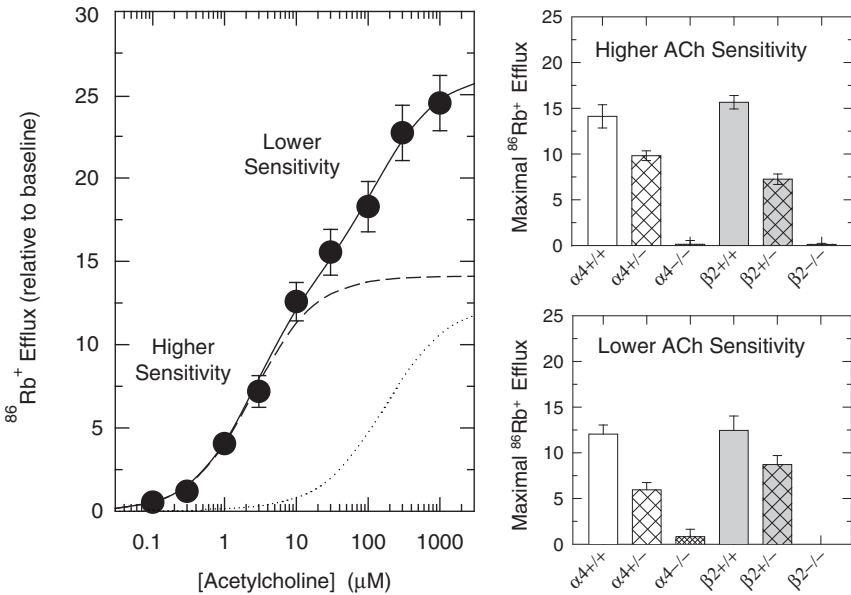 30
25
20
15
10
5
0
⁸⁶Rb⁺ Efflux (relative to baseline)
Lower
Sensitivity
Higher
Sensitivity
0.1 1 10 100 1000
[Acetylcholine] (μM)
25
20
15
10
5
0
Maximal ⁸⁶Rb⁺ Efflux
Higher ACh Sensitivity
α4+/+ α4+/− α4−/− β2+/+ β2+/− β2−/−
25
20
15
10
5
0
Maximal ⁸⁶Rb⁺ Efflux
Lower ACh Sensitivity
α4+/+ α4+/− α4−/− β2+/+ β2+/− β2−/−